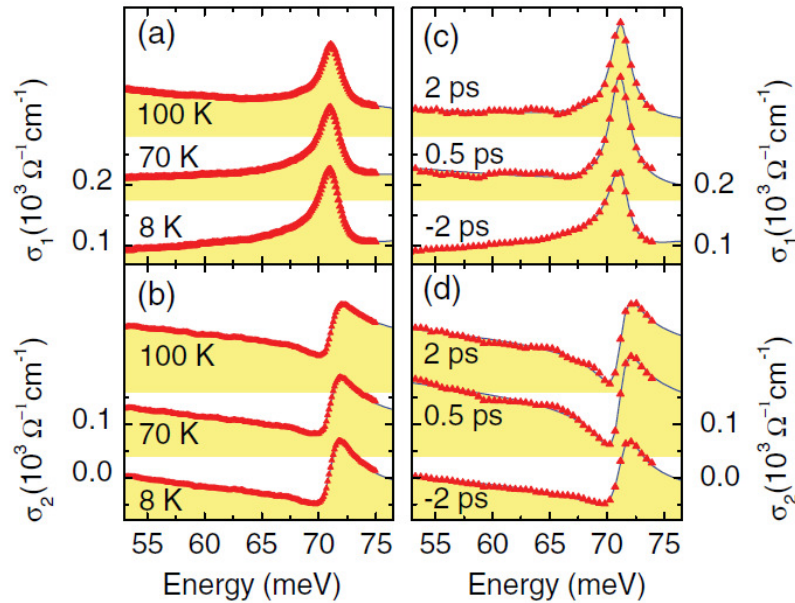 (a)
100 K
70 K
8 K
0.2
0.1
σ₁(10³ Ω⁻¹cm⁻¹)
(c)
2 ps
0.5 ps
-2 ps
0.2
0.1
σ₁(10³ Ω⁻¹cm⁻¹)
(b)
100 K
70 K
8 K
0.1
0.0
σ₂(10³ Ω⁻¹cm⁻¹)
55 60 65 70 75
Energy (meV)
(d)
2 ps
0.5 ps
-2 ps
0.1
0.0
σ₂(10³ Ω⁻¹cm⁻¹)
55 60 65 70 75
Energy (meV)